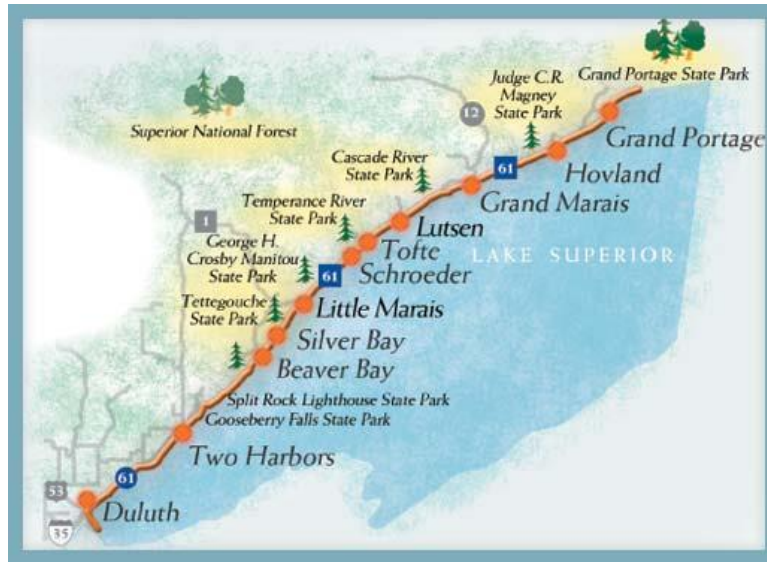 Grand Portage State Park
Judge C.R.
Magney
State Park
Superior National Forest
12
Grand Portage
Cascade River
State Park
61
Hovland
Grand Marais
Temperance River
State Park
1
Lutsen
George H.
Crosby Manitou
State Park
Tofte
LAKE SUPERIOR
61
Schroeder
Tettegouche
State Park
Little Marais
Silver Bay
Beaver Bay
Split Rock Lighthouse State Park
Gooseberry Falls State Park
Two Harbors
61
53
Duluth
35